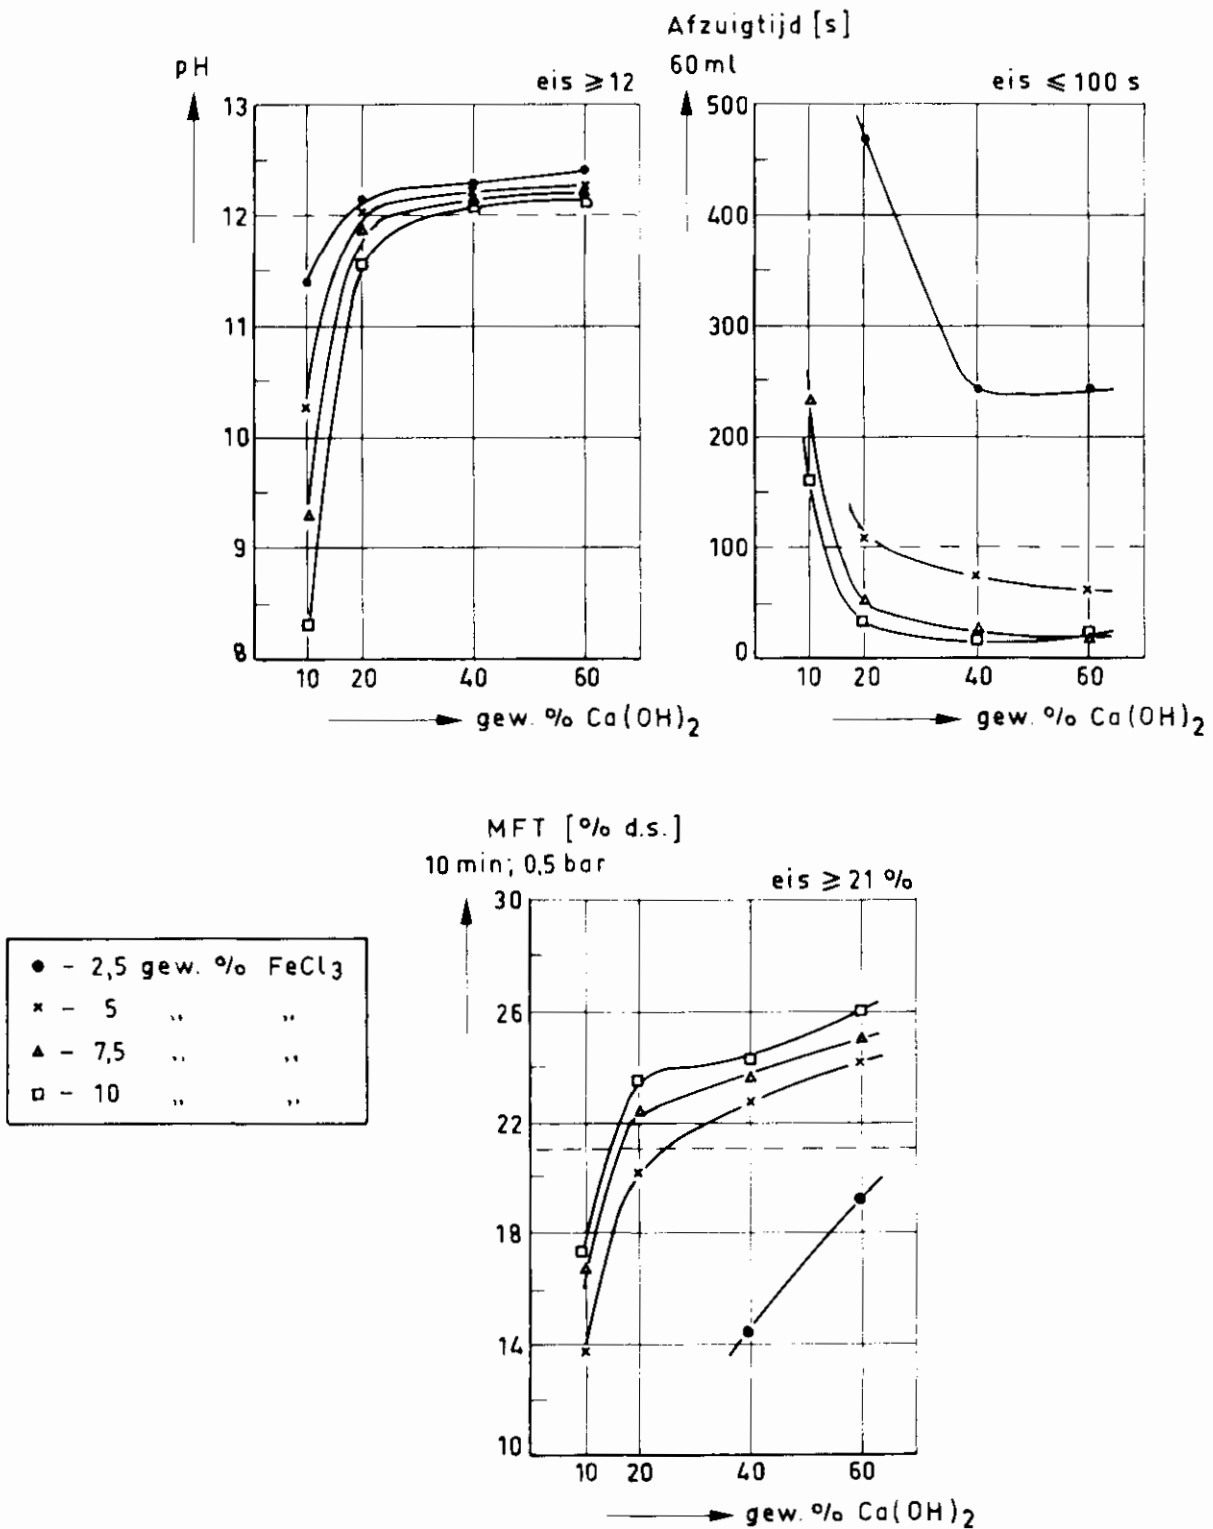 pH
eis ⩾ 12
13
12
11
10
9
8
10 20 40 60
gew. % Ca(OH)2
Afzuigtijd [s]
60 ml
eis ⩽ 100 s
500
400
300
200
100
0
10 20 40 60
gew. % Ca(OH)2
MFT [% d.s.]
10 min; 0,5 bar
eis ⩾ 21 %
30
26
22
18
14
10
10 20 40 60
gew. % Ca(OH)2
● - 2,5 gew. % FeCl3
× - 5 ,, ,,
▲ - 7,5 ,, ,,
□ - 10 ,, ,,